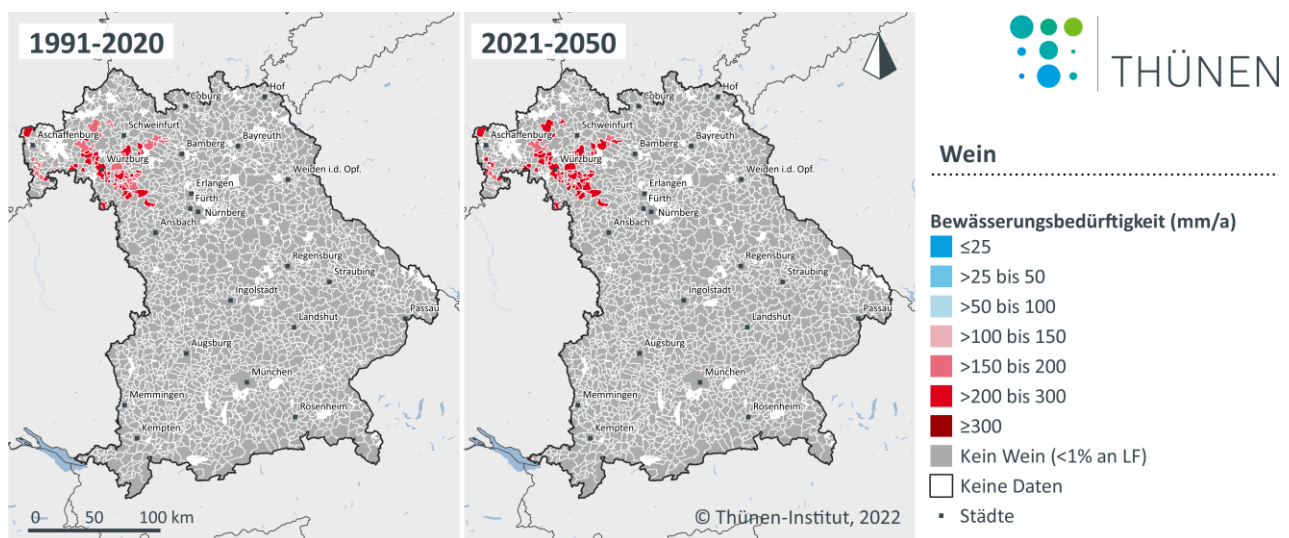 1991-2020
Coburg
Hof
Aschaffenburg
Schweinfurt
Bayreuth
Bamberg
Würzburg
Weiden i.d. Opf.
Erlangen
Fürth
Nürnberg
Ansbach
Regensburg
Straubing
Ingolstadt
Passau
Landshut
Augsburg
München
Memmingen
Rosenheim
Kempten
0 50 100 km
2021-2050
Coburg
Hof
Aschaffenburg
Schweinfurt
Bayreuth
Bamberg
Würzburg
Weiden i.d. Opf.
Erlangen
Fürth
Nürnberg
Ansbach
Regensburg
Straubing
Ingolstadt
Passau
Landshut
Augsburg
München
Memmingen
Rosenheim
Kempten
© Thünen-Institut, 2022
THÜNEN
Wein
Bewässerungsbedürftigkeit (mm/a)
≤25
>25 bis 50
>50 bis 100
>100 bis 150
>150 bis 200
>200 bis 300
≥300
Kein Wein (<1% an LF)
Keine Daten
Städte